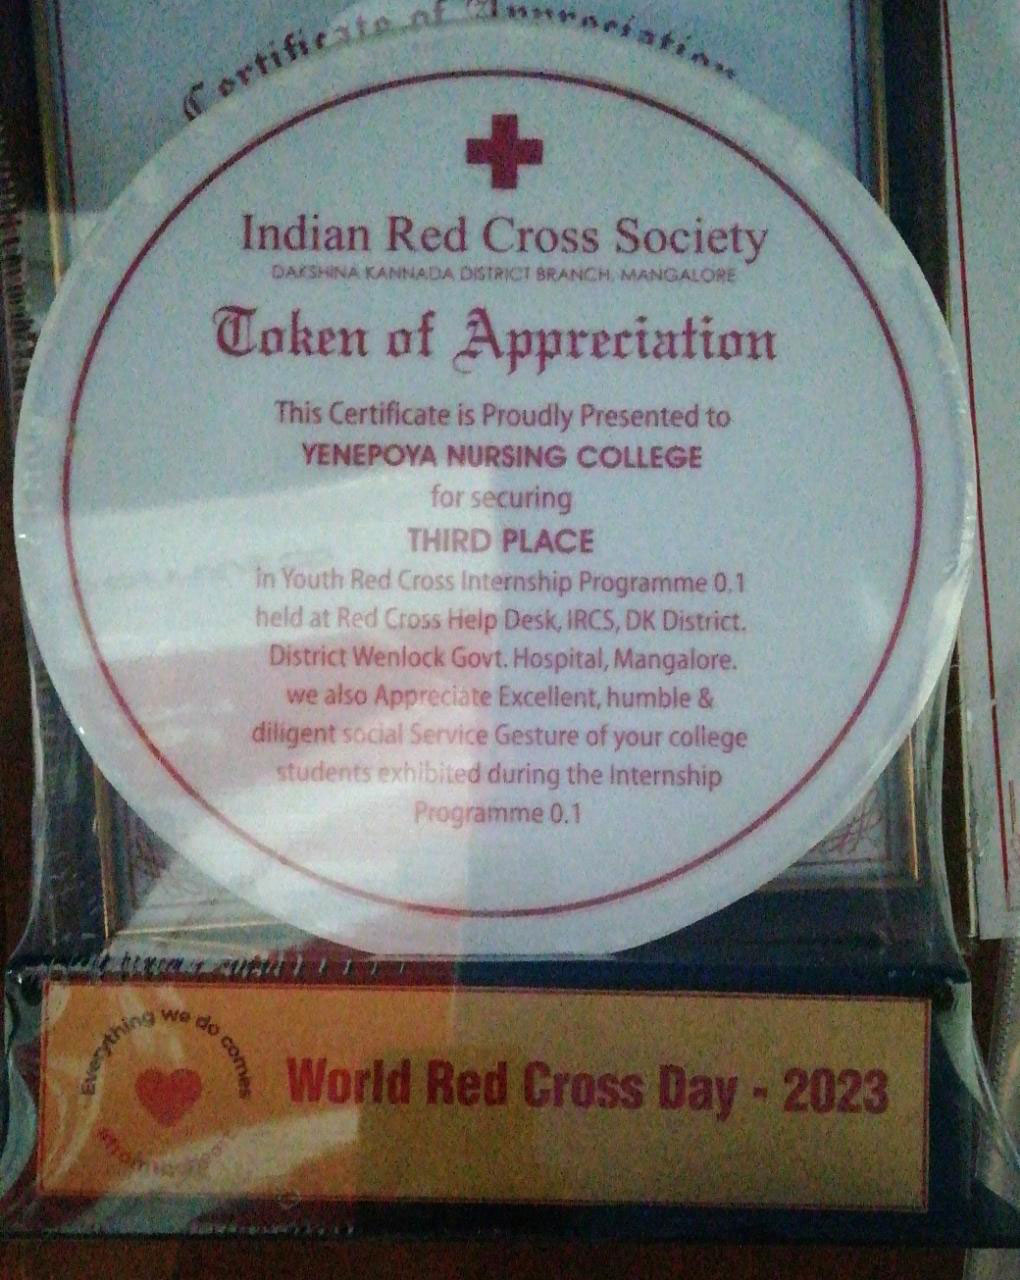 Certificate of Appreciation
Indian Red Cross Society
DAKSHINA KANNADA DISTRICT BRANCH, MANGALORE
Token of Appreciation
This Certificate is Proudly Presented to
YENEPOYA NURSING COLLEGE
for securing
THIRD PLACE
in Youth Red Cross Internship Programme 0.1
held at Red Cross Help Desk, IRCS, DK District.
District Wenlock Govt. Hospital, Mangalore.
we also Appreciate Excellent, humble &
diligent social Service Gesture of your college
students exhibited during the Internship
Programme 0.1
Everything we do comes
World Red Cross Day - 2023